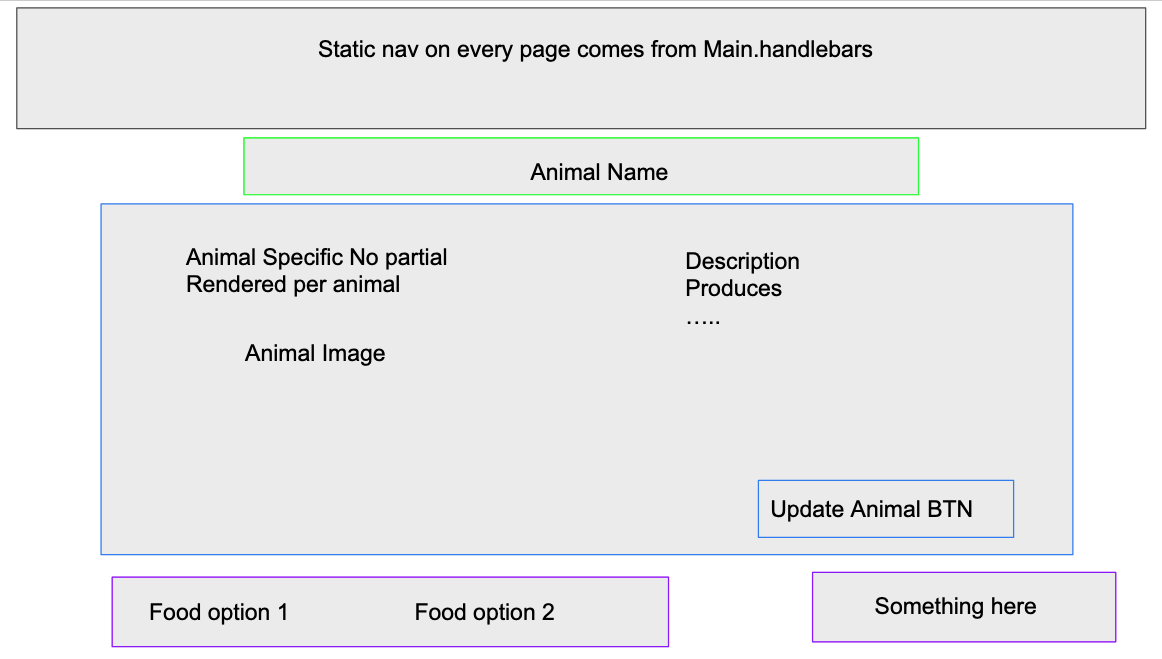 Static nav on every page comes from Main.handlebars
Animal Name
Animal Specific No partial
Rendered per animal
Animal Image
Description
Produces
…..
Update Animal BTN
Food option 1
Food option 2
Something here